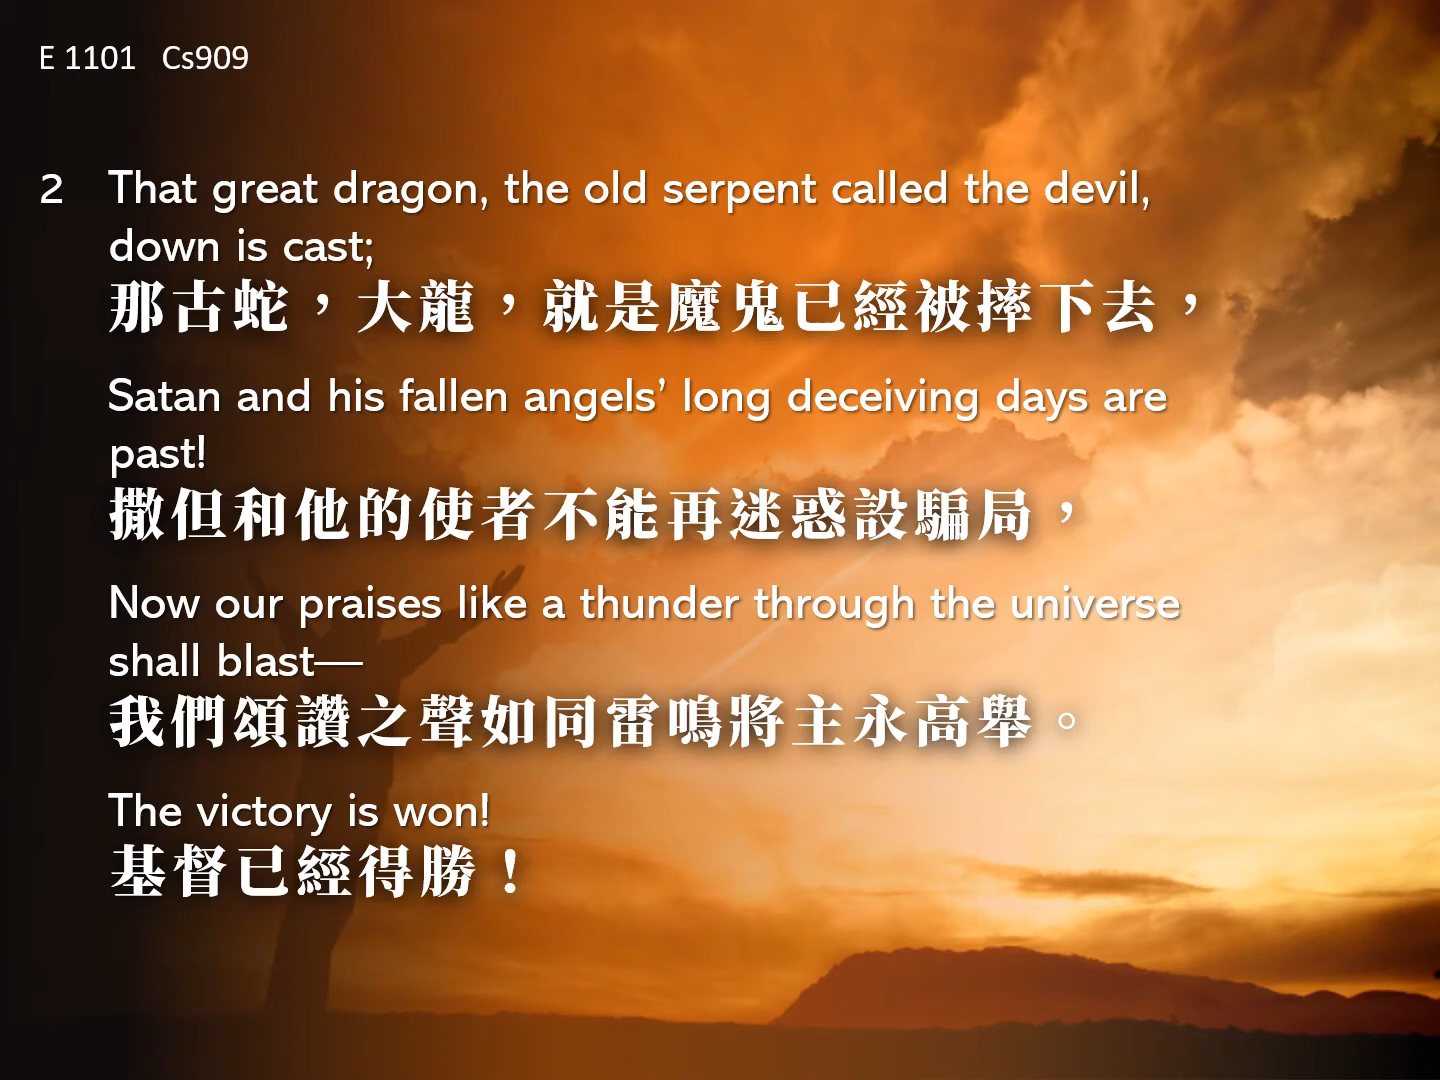 E 1101   Cs909
2   That great dragon, the old serpent called the devil,
down is cast;
那古蛇，大龍，就是魔鬼已經被摔下去，
Satan and his fallen angels’ long deceiving days are
past!
撒但和他的使者不能再迷惑設騙局，
Now our praises like a thunder through the universe
shall blast—
我們頌讚之聲如同雷鳴將主永高舉。
The victory is won!
基督已經得勝！